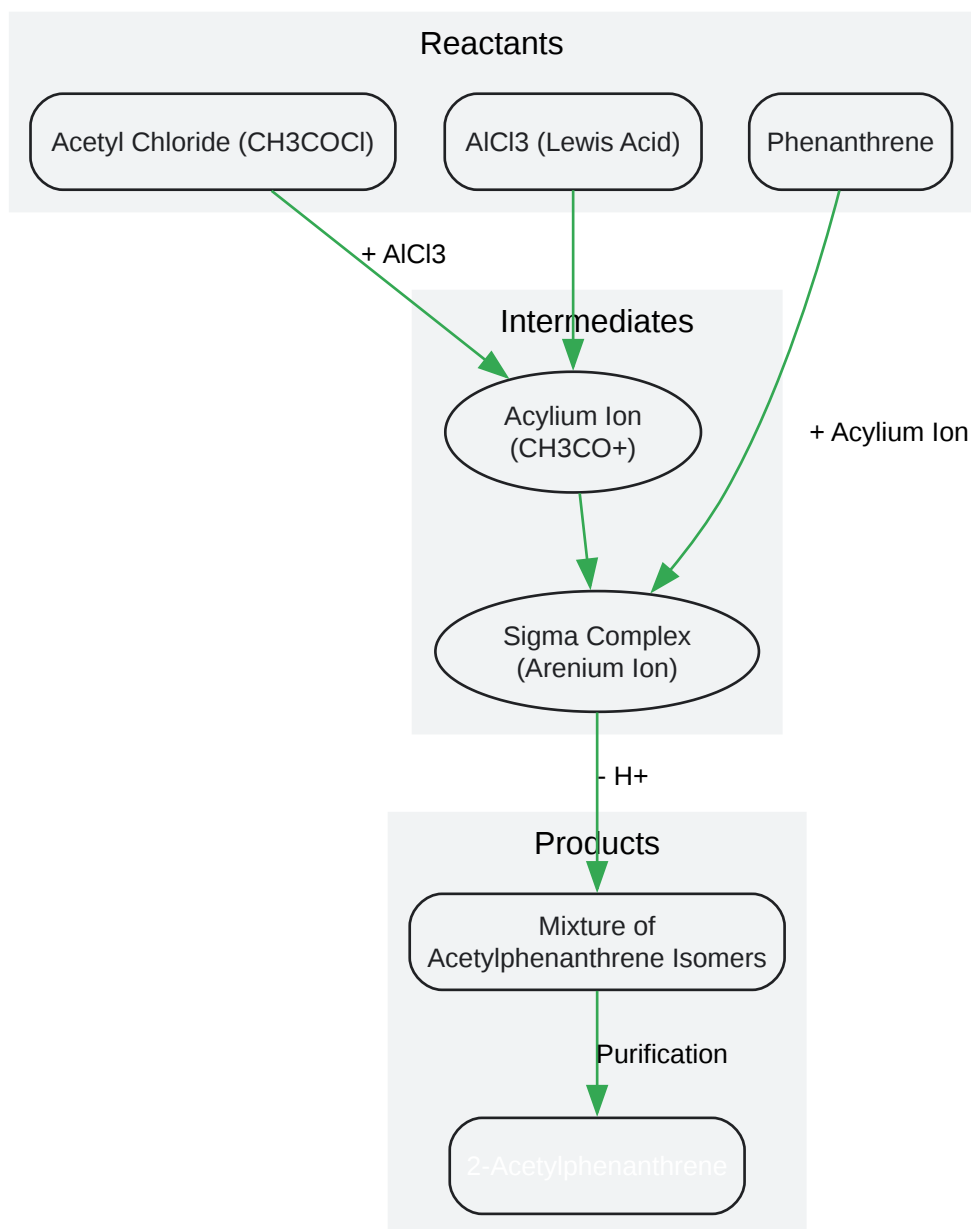 Reactants
Acetyl Chloride (CH3COCl)
AlCl3 (Lewis Acid)
Phenanthrene
+ AlCl3
Intermediates
Acylium Ion
(CH3CO+)
+ Acylium Ion
Sigma Complex
(Arenium Ion)
- H+
Products
Mixture of
Acetylphenanthrene Isomers
Purification
2-Acetylphenanthrene